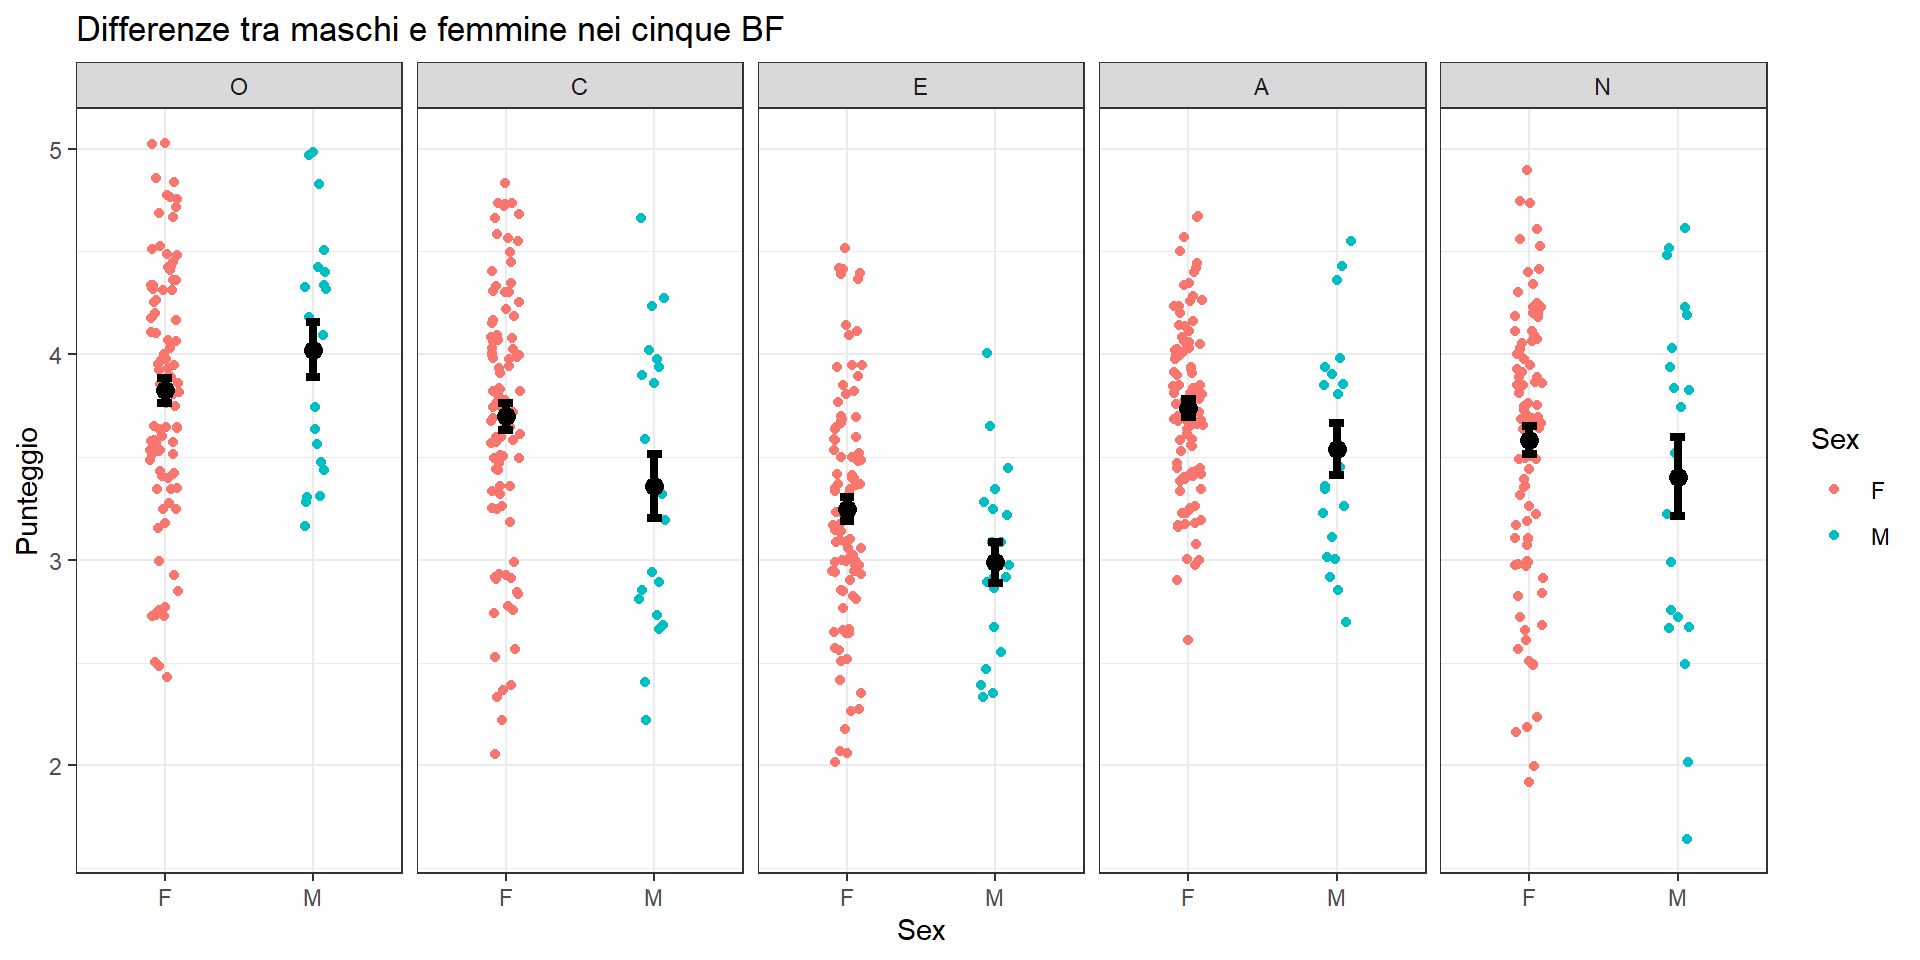 Differenze tra maschi e femmine nei cinque BF
O C E A N
5
4
3
2
Punteggio
F M F M F M F M F M
Sex
Sex
F
M